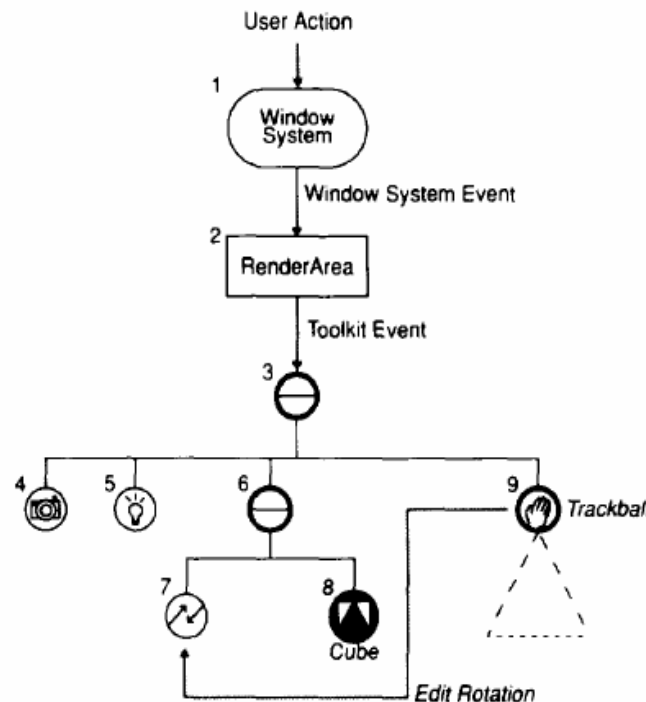 User Action
1
Window
System
Window System Event
2
RenderArea
Toolkit Event
3
4
5
6
9
Trackball
7
8
Cube
Edit Rotation